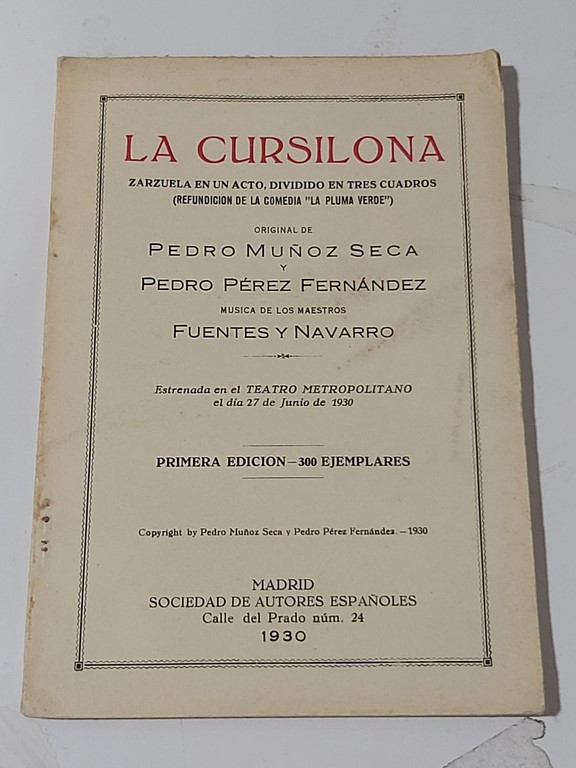 LA CURSILONA
ZARZUELA EN UN ACTO, DIVIDIDO EN TRES CUADROS
(REFUNDICION DE LA COMEDIA "LA PLUMA VERDE")
ORIGINAL DE
PEDRO MUÑOZ SECA
Y
PEDRO PÉREZ FERNÁNDEZ
MUSICA DE LOS MAESTROS
FUENTES Y NAVARRO
Estrenada en el TEATRO METROPOLITANO
el día 27 de Junio de 1930
PRIMERA EDICION—300 EJEMPLARES
Copyright by Pedro Muñoz Seca y Pedro Pérez Fernández.—1930
MADRID
SOCIEDAD DE AUTORES ESPAÑOLES
Calle del Prado núm. 24
1930